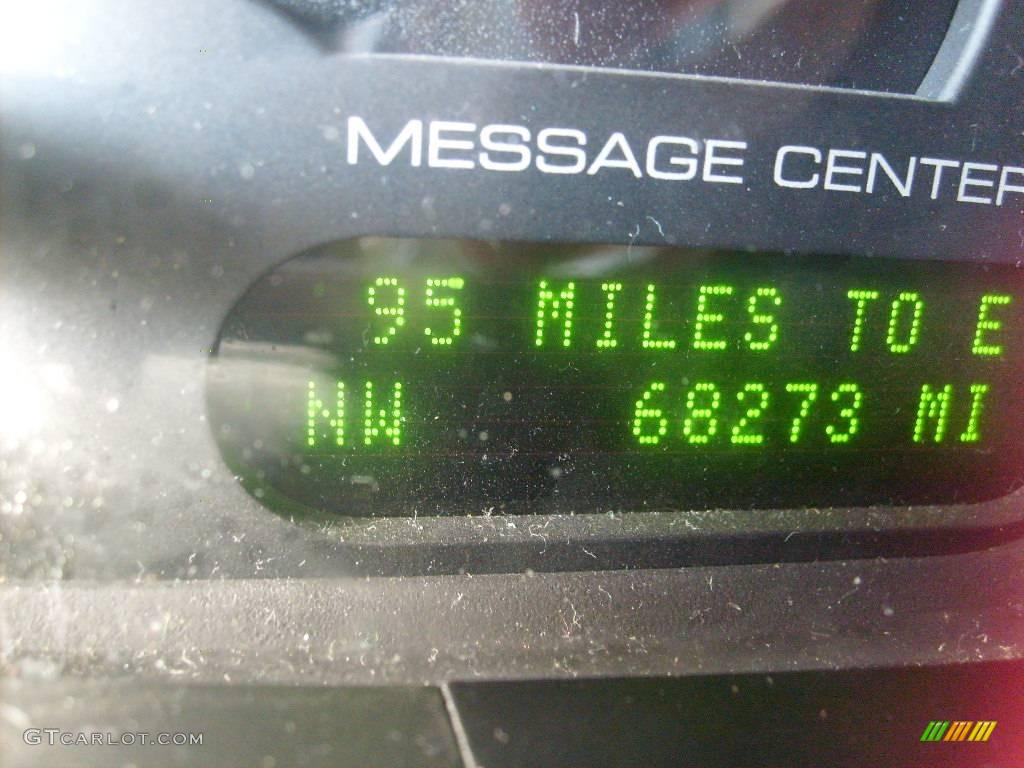 MESSAGE CENTER
95 MILES TO E
NW 68273 MI
GTCARLOT.COM